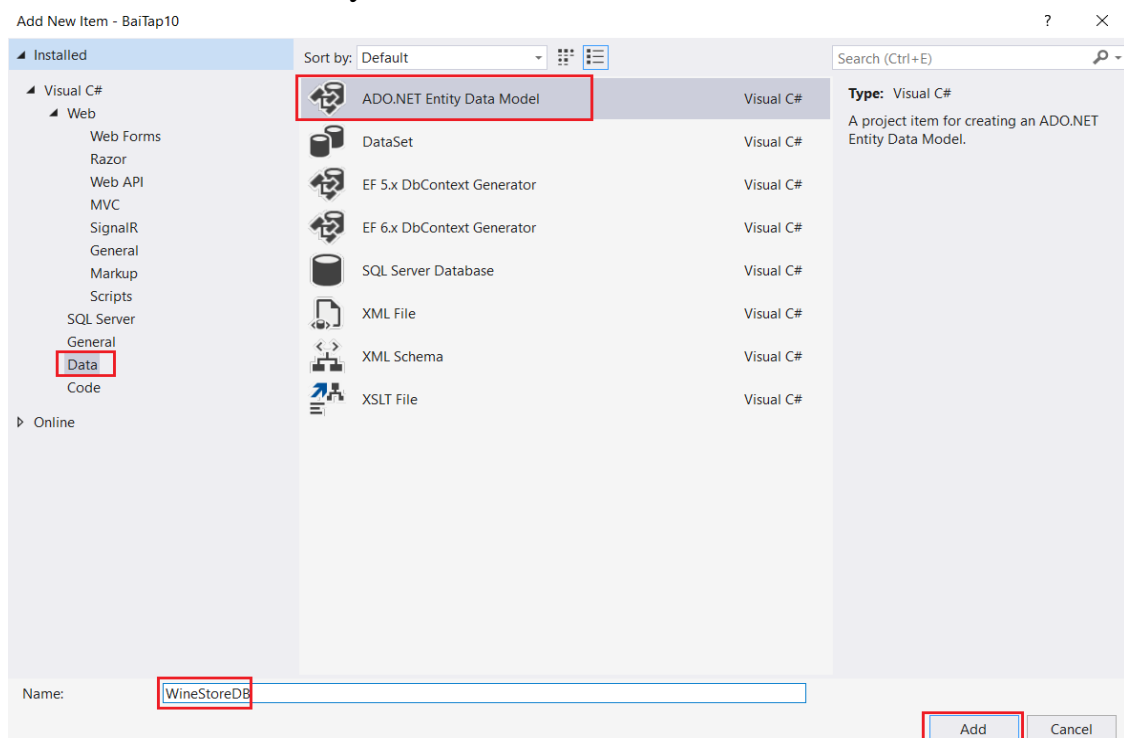 Add New Item - BaiTap10
?
Installed
Sort by: Default
Search (Ctrl+E)
Visual C#
Web
Web Forms
Razor
Web API
MVC
SignalR
General
Markup
Scripts
SQL Server
General
Data
Code
Online
ADO.NET Entity Data Model Visual C#
DataSet Visual C#
EF 5.x DbContext Generator Visual C#
EF 6.x DbContext Generator Visual C#
SQL Server Database Visual C#
XML File Visual C#
XML Schema Visual C#
XSLT File Visual C#
Type: Visual C#
A project item for creating an ADO.NET
Entity Data Model.
Name: WineStoreDB
Add Cancel